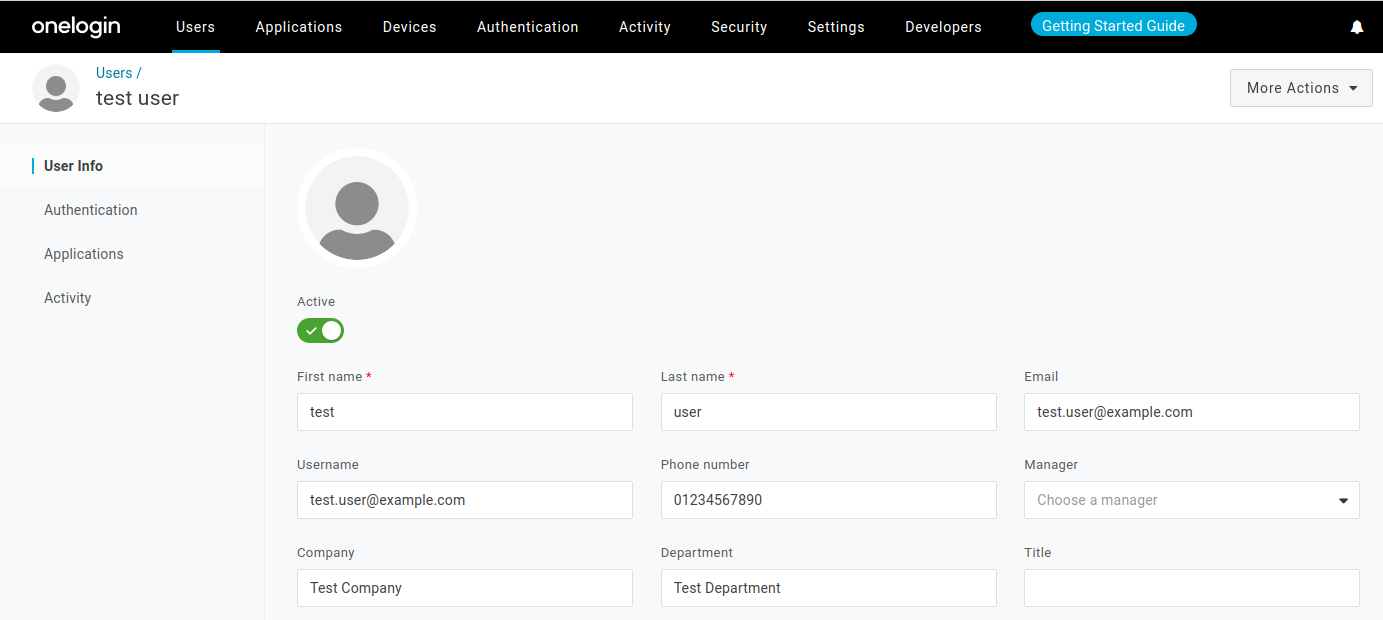 onelogin Users Applications Devices Authentication Activity Security Settings Developers Getting Started Guide
Users /
test user
More Actions
User Info
Authentication
Applications
Activity
Active
First name * Last name * Email
test user test.user@example.com
Username Phone number Manager
test.user@example.com 01234567890 Choose a manager
Company Department Title
Test Company Test Department